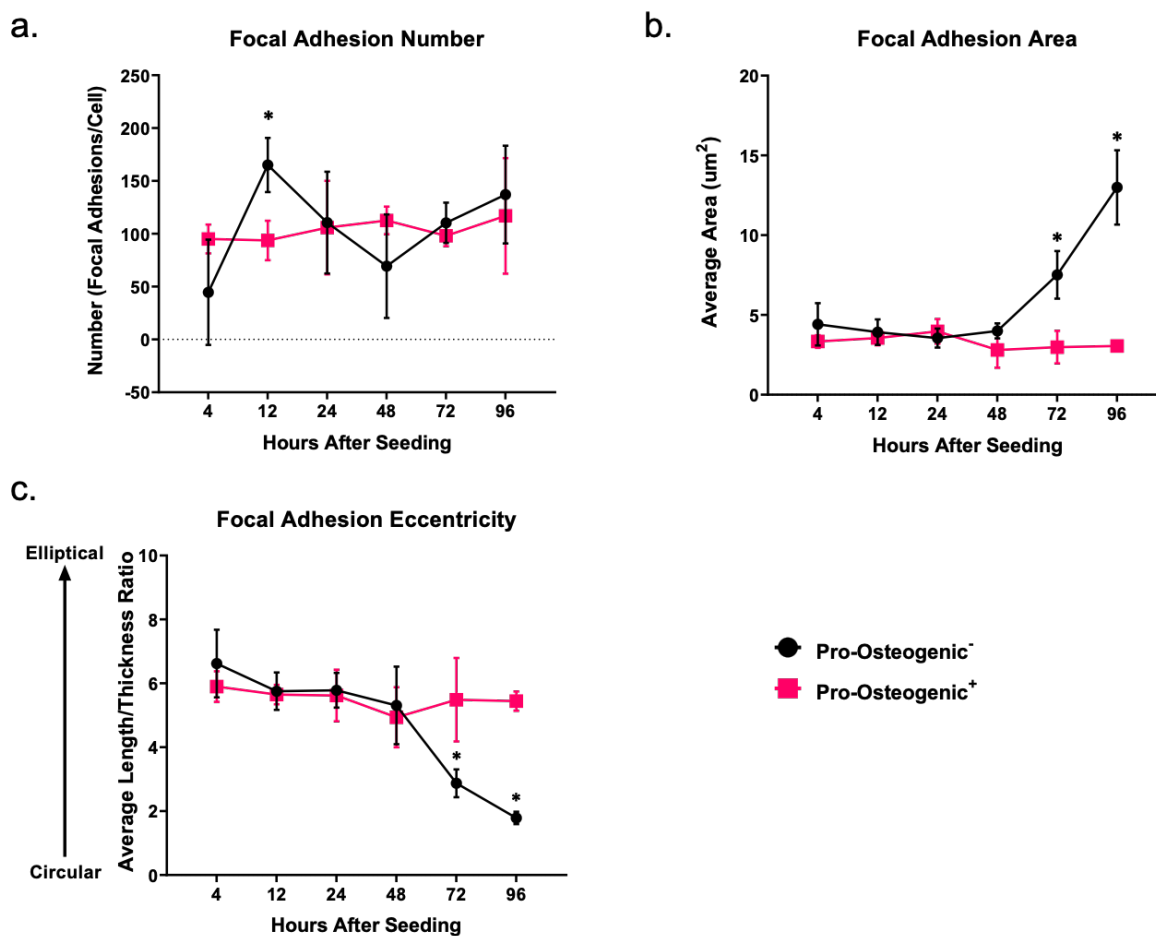 a.
Focal Adhesion Number
Number (Focal Adhesions/Cell)
250
200
150
100
50
0
-50
*
4 12 24 48 72 96
Hours After Seeding
b.
Focal Adhesion Area
Average Area (um²)
20
15
10
5
0
*
*
4 12 24 48 72 96
Hours After Seeding
c.
Focal Adhesion Eccentricity
Elliptical
Circular
Average Length/Thickness Ratio
10
8
6
4
2
0
*
*
4 12 24 48 72 96
Hours After Seeding
Pro-Osteogenic⁻
Pro-Osteogenic⁺